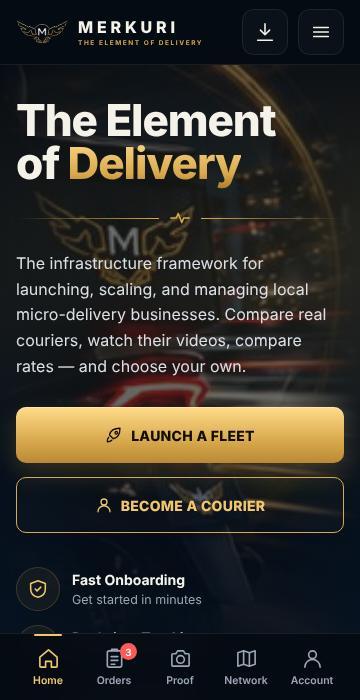 MERKURI
THE ELEMENT OF DELIVERY
The Element
of Delivery
M
The infrastructure framework for
launching, scaling, and managing local
micro-delivery businesses. Compare real
couriers, watch their videos, compare
rates — and choose your own.
LAUNCH A FLEET
BECOME A COURIER
Fast Onboarding
Get started in minutes
3
Home
Orders
Proof
Network
Account